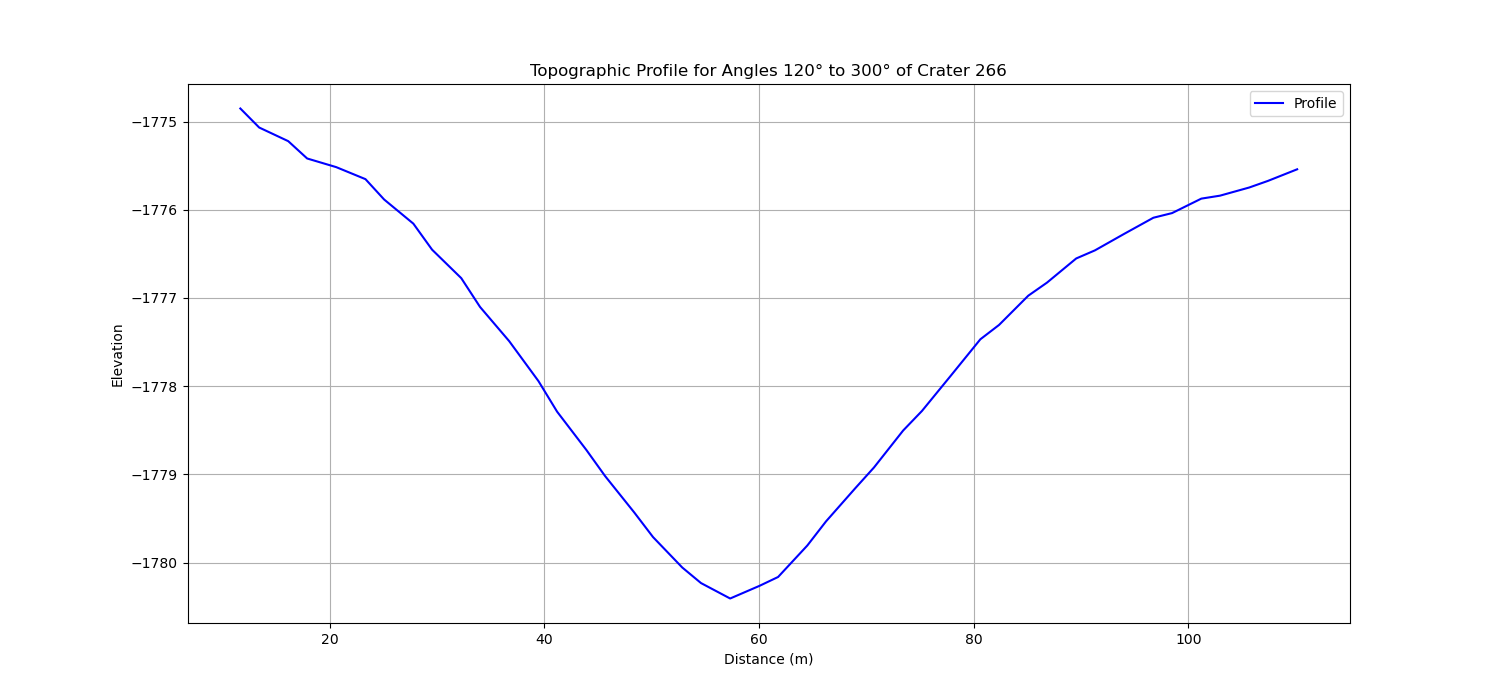 Topographic Profile for Angles 120° to 300° of Crater 266
Profile
−1775
−1776
−1777
−1778
−1779
−1780
Elevation
20
40
60
80
100
Distance (m)